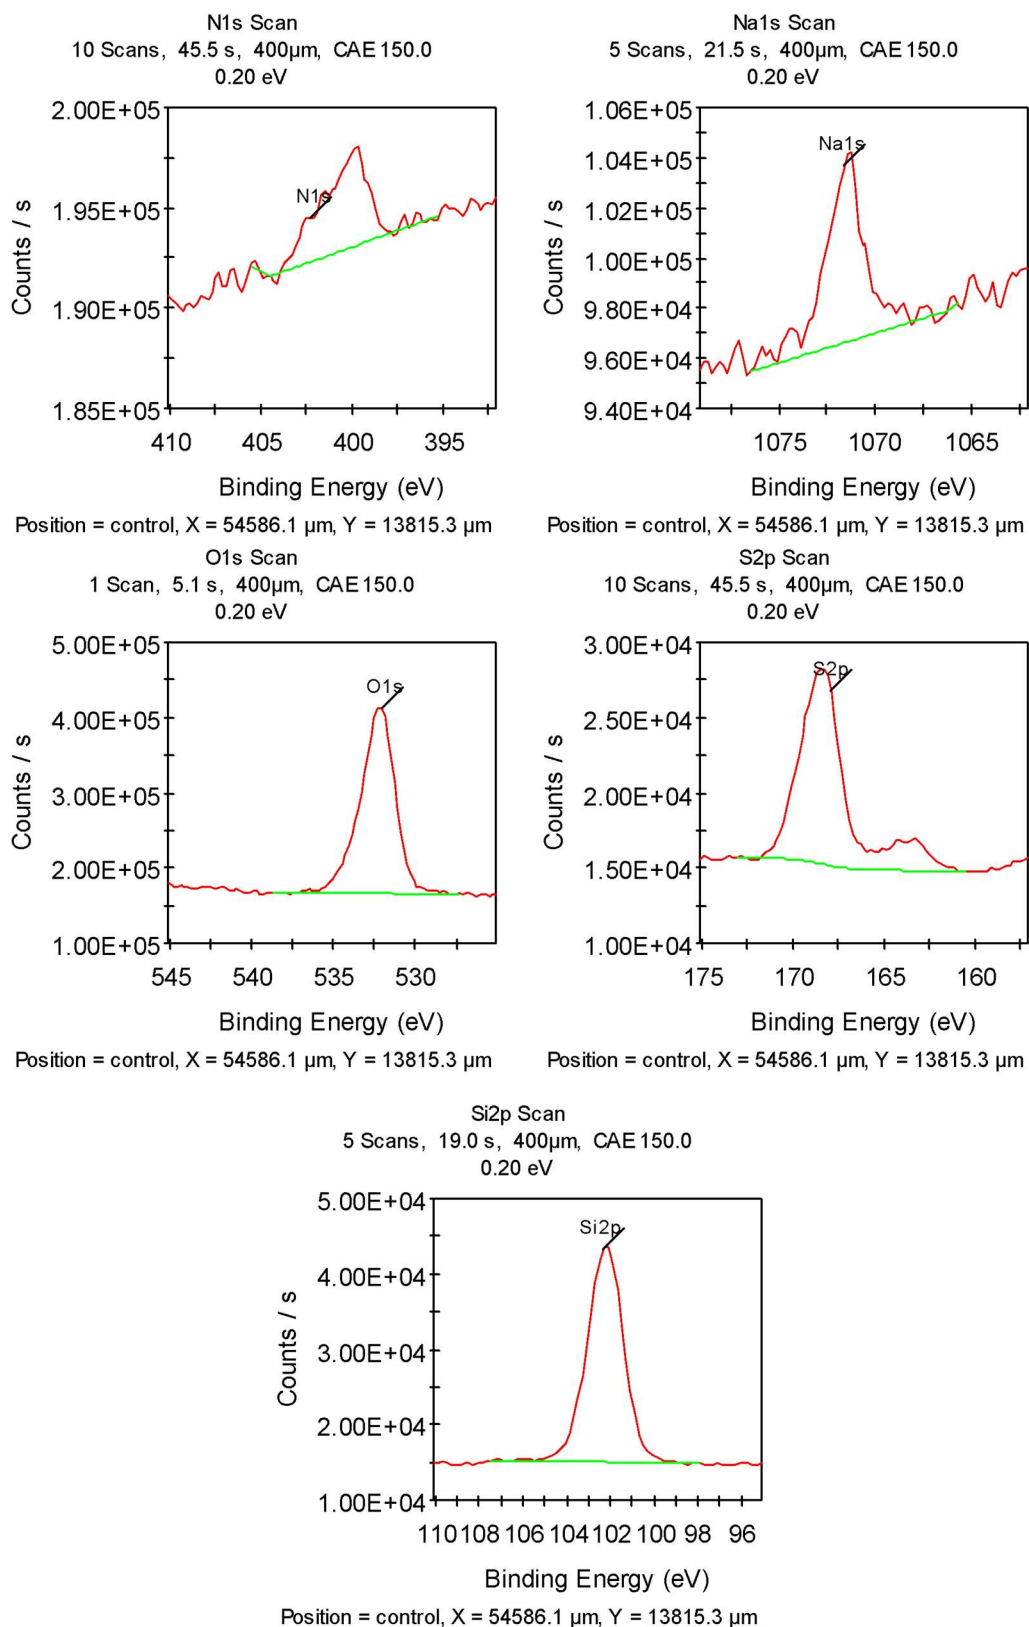 N1s Scan
10 Scans, 45.5 s, 400µm, CAE 150.0
0.20 eV
2.00E+05
1.95E+05
1.90E+05
1.85E+05
Counts / s
N1s
410 405 400 395
Binding Energy (eV)
Position = control, X = 54586.1 µm, Y = 13815.3 µm
Na1s Scan
5 Scans, 21.5 s, 400µm, CAE 150.0
0.20 eV
1.06E+05
1.04E+05
1.02E+05
1.00E+05
9.80E+04
9.60E+04
9.40E+04
Counts / s
Na1s
1075 1070 1065
Binding Energy (eV)
Position = control, X = 54586.1 µm, Y = 13815.3 µm
O1s Scan
1 Scan, 5.1 s, 400µm, CAE 150.0
0.20 eV
5.00E+05
4.00E+05
3.00E+05
2.00E+05
1.00E+05
Counts / s
O1s
545 540 535 530
Binding Energy (eV)
Position = control, X = 54586.1 µm, Y = 13815.3 µm
S2p Scan
10 Scans, 45.5 s, 400µm, CAE 150.0
0.20 eV
3.00E+04
2.50E+04
2.00E+04
1.50E+04
1.00E+04
Counts / s
S2p
175 170 165 160
Binding Energy (eV)
Position = control, X = 54586.1 µm, Y = 13815.3 µm
Si2p Scan
5 Scans, 19.0 s, 400µm, CAE 150.0
0.20 eV
5.00E+04
4.00E+04
3.00E+04
2.00E+04
1.00E+04
Counts / s
Si2p
110 108 106 104 102 100 98 96
Binding Energy (eV)
Position = control, X = 54586.1 µm, Y = 13815.3 µm